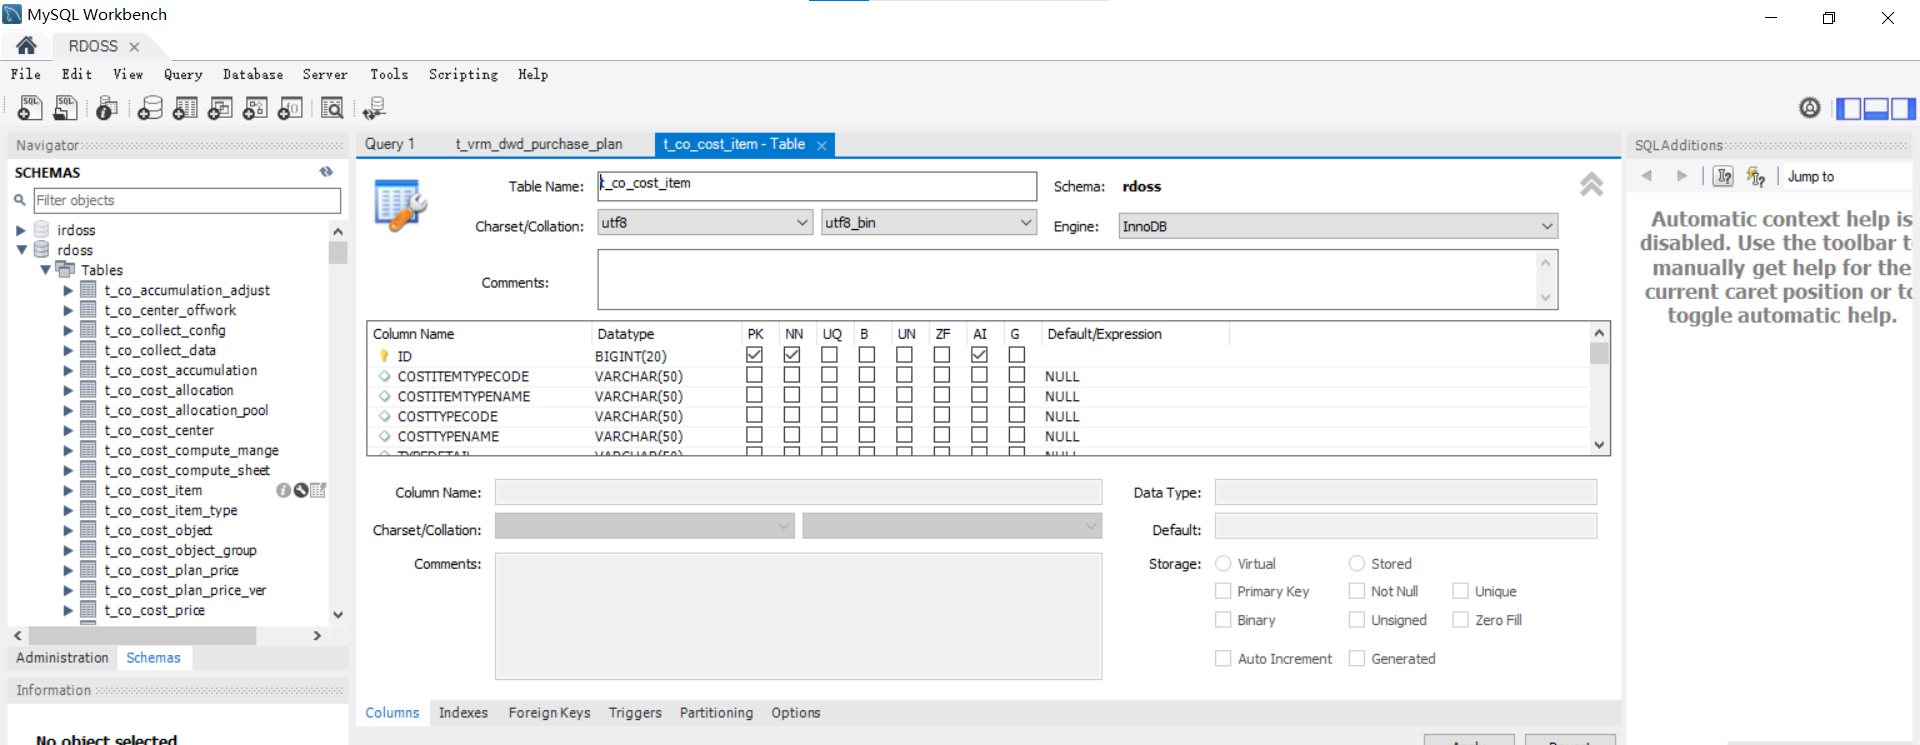 MySQL Workbench
RDOSS
File Edit View Query Database Server Tools Scripting Help
Navigator
SCHEMAS
Filter objects
irdoss
rdoss
Tables
t_co_accumulation_adjust
t_co_center_offwork
t_co_collect_config
t_co_collect_data
t_co_cost_accumulation
t_co_cost_allocation
t_co_cost_allocation_pool
t_co_cost_center
t_co_cost_compute_mange
t_co_cost_compute_sheet
t_co_cost_item
t_co_cost_item_type
t_co_cost_object
t_co_cost_object_group
t_co_cost_plan_price
t_co_cost_plan_price_ver
t_co_cost_price
Administration Schemas
Information
No object selected
Query 1 t_vrm_dwd_purchase_plan t_co_cost_item - Table
Table Name: t_co_cost_item Schema: rdoss
Charset/Collation: utf8 utf8_bin Engine: InnoDB
Comments:
Column Name Datatype PK NN UQ B UN ZF AI G Default/Expression
ID BIGINT(20)
COSTITEMTYPECODE VARCHAR(50) NULL
COSTITEMTYPENAME VARCHAR(50) NULL
COSTTYPECODE VARCHAR(50) NULL
COSTTYPENAME VARCHAR(50) NULL
TYPEDETAIL VARCHAR(50) NULL
Column Name: Data Type:
Charset/Collation: Default:
Comments: Storage: Virtual Stored
Primary Key Not Null Unique
Binary Unsigned Zero Fill
Auto Increment Generated
Columns Indexes Foreign Keys Triggers Partitioning Options
SQLAdditions
Jump to
Automatic context help is
disabled. Use the toolbar t
manually get help for the
current caret position or to
toggle automatic help.